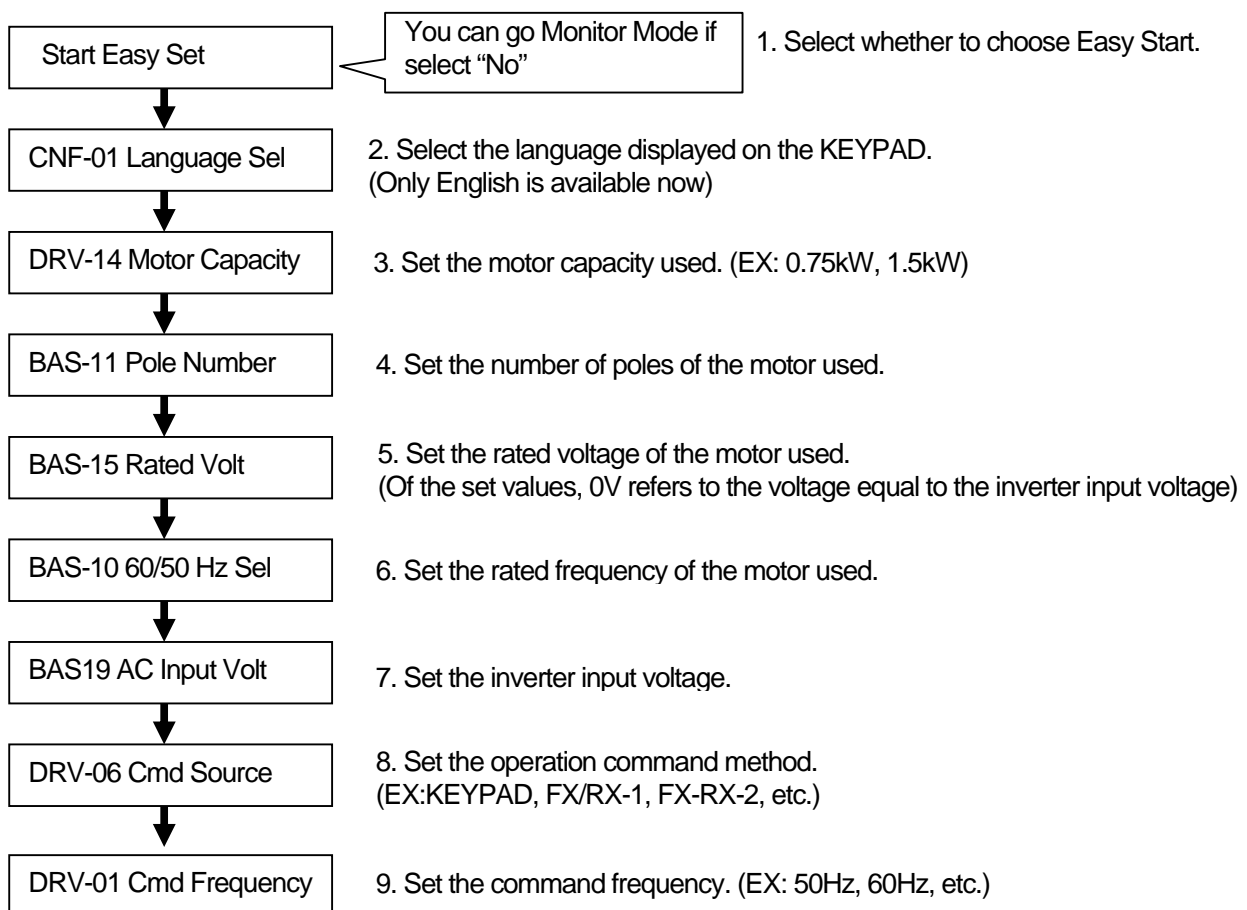 Start Easy Set
You can go Monitor Mode if
select “No”
1. Select whether to choose Easy Start.
CNF-01 Language Sel
2. Select the language displayed on the KEYPAD.
(Only English is available now)
DRV-14 Motor Capacity
3. Set the motor capacity used. (EX: 0.75kW, 1.5kW)
BAS-11 Pole Number
4. Set the number of poles of the motor used.
BAS-15 Rated Volt
5. Set the rated voltage of the motor used.
(Of the set values, 0V refers to the voltage equal to the inverter input voltage)
BAS-10 60/50 Hz Sel
6. Set the rated frequency of the motor used.
BAS19 AC Input Volt
7. Set the inverter input voltage.
DRV-06 Cmd Source
8. Set the operation command method.
(EX:KEYPAD, FX/RX-1, FX-RX-2, etc.)
DRV-01 Cmd Frequency
9. Set the command frequency. (EX: 50Hz, 60Hz, etc.)